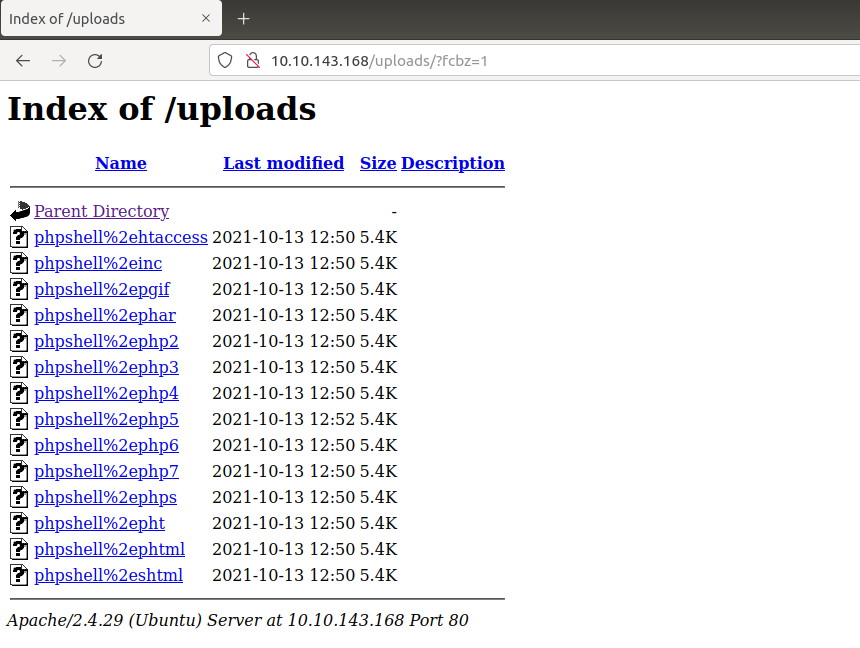 Index of /uploads
10.10.143.168/uploads/?fcbz=1
Index of /uploads
Name Last modified Size Description
Parent Directory -
phpshell%2ehtaccess 2021-10-13 12:50 5.4K
phpshell%2einc 2021-10-13 12:50 5.4K
phpshell%2epgif 2021-10-13 12:50 5.4K
phpshell%2ephar 2021-10-13 12:50 5.4K
phpshell%2ephp2 2021-10-13 12:50 5.4K
phpshell%2ephp3 2021-10-13 12:50 5.4K
phpshell%2ephp4 2021-10-13 12:50 5.4K
phpshell%2ephp5 2021-10-13 12:52 5.4K
phpshell%2ephp6 2021-10-13 12:50 5.4K
phpshell%2ephp7 2021-10-13 12:50 5.4K
phpshell%2ephps 2021-10-13 12:50 5.4K
phpshell%2epht 2021-10-13 12:50 5.4K
phpshell%2ephtml 2021-10-13 12:50 5.4K
phpshell%2eshtml 2021-10-13 12:50 5.4K
Apache/2.4.29 (Ubuntu) Server at 10.10.143.168 Port 80